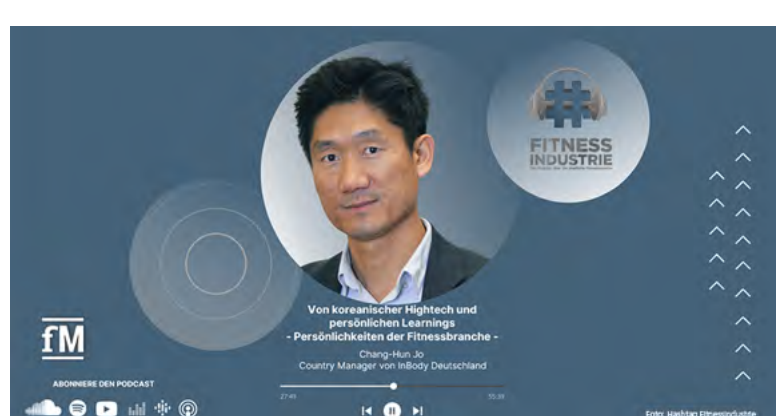 #
FITNESS
INDUSTRIE
Von koreanischer Hightech und
persönlichen Learnings
- Persönlichkeiten der Fitnessbranche -
Chang-Hun Jo
Country Manager von InBody Deutschland
fM
ABONNIERE DEN PODCAST
27:45
55:38
Foto: Hashtag Fitnessindustrie